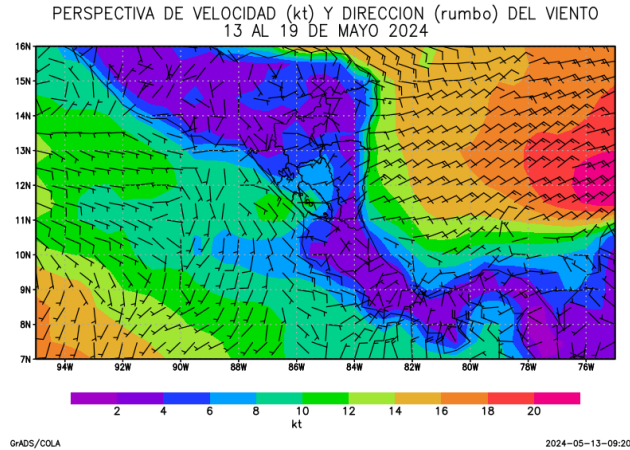 PERSPECTIVA DE VELOCIDAD (kt) Y DIRECCION (rumbo) DEL VIENTO
13 AL 19 DE MAYO 2024
16N
15N
14N
13N
12N
11N
10N
9N
8N
7N
94W 92W 90W 88W 86W 84W 82W 80W 78W 76W
2 4 6 8 10 12 14 16 18 20
kt
GrADS/COLA 2024-05-13-09:20